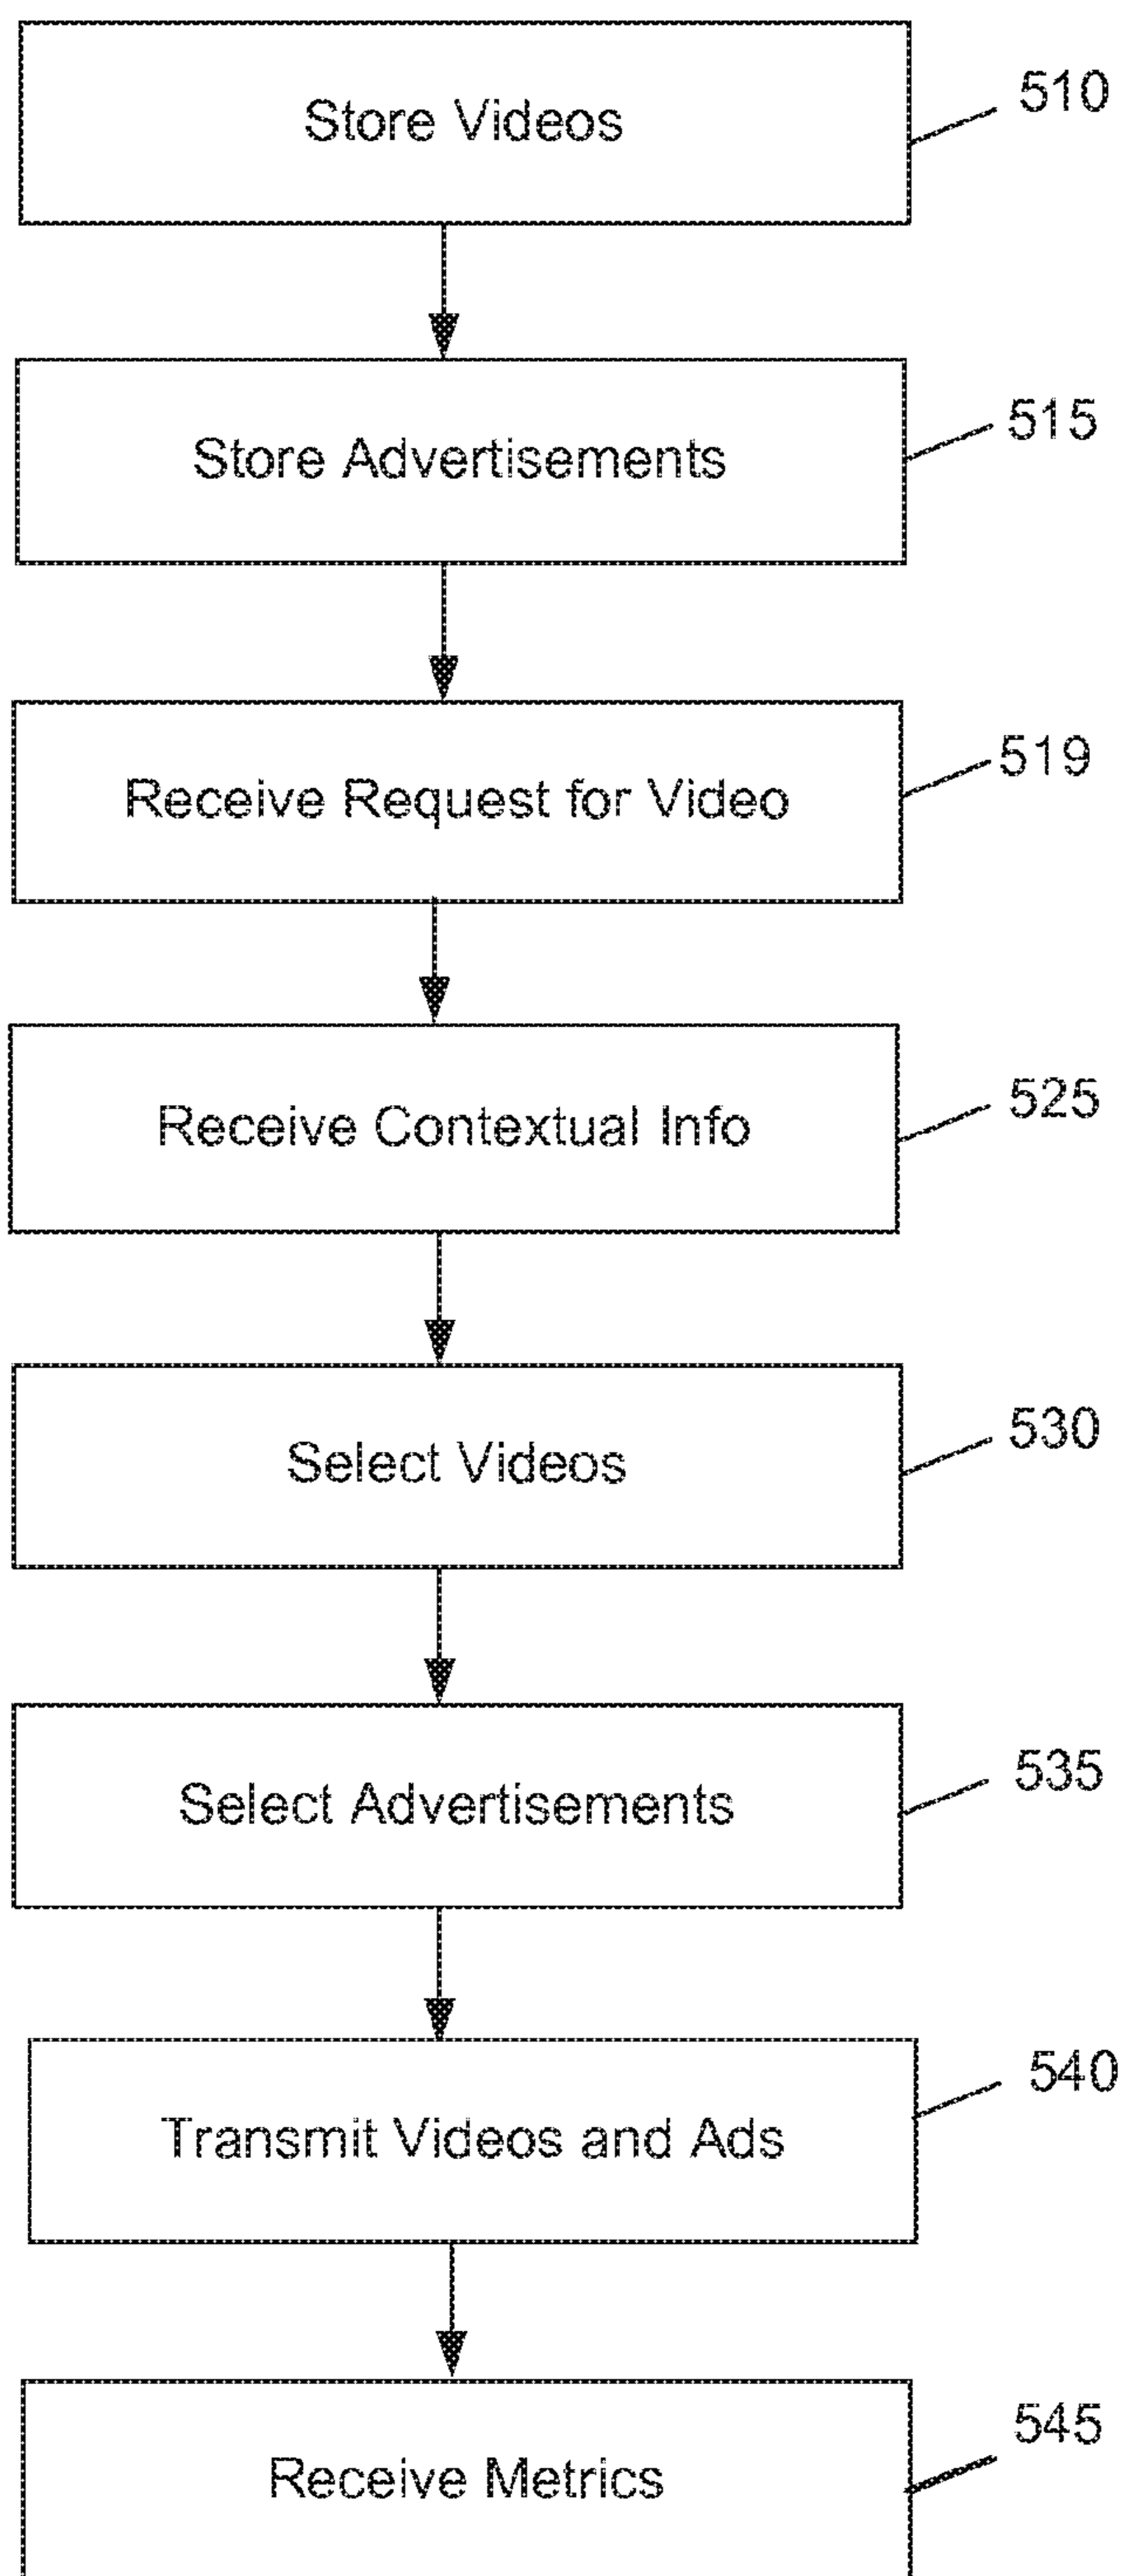 Store Videos
510
Store Advertisements
515
Receive Request for Video
519
Receive Contextual Info
525
Select Videos
530
Select Advertisements
535
Transmit Videos and Ads
540
Receive Metrics
545